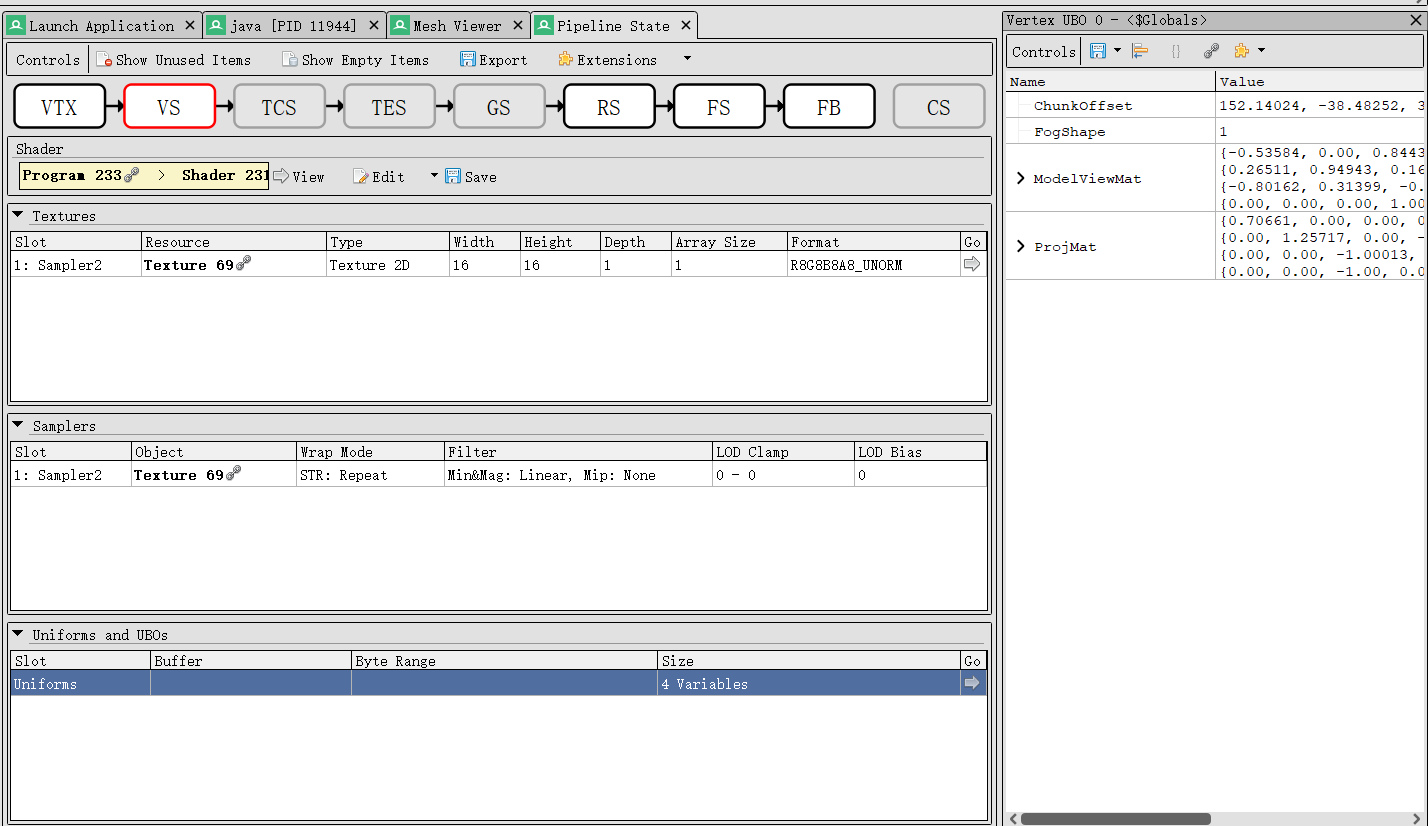 Launch Application
java [PID 11944]
Mesh Viewer
Pipeline State
Controls
Show Unused Items
Show Empty Items
Export
Extensions
VTX
VS
TCS
TES
GS
RS
FS
FB
CS
Shader
Program 233 > Shader 231
View
Edit
Save
Textures
Slot Resource Type Width Height Depth Array Size Format Go
1: Sampler2 Texture 69 Texture 2D 16 16 1 1 R8G8B8A8_UNORM
Samplers
Slot Object Wrap Mode Filter LOD Clamp LOD Bias
1: Sampler2 Texture 69 STR: Repeat Min&Mag: Linear, Mip: None 0 - 0 0
Uniforms and UBOs
Slot Buffer Byte Range Size Go
Uniforms 4 Variables
Vertex UBO 0 - <$Globals>
Controls
Name Value
ChunkOffset 152.14024, -38.48252, 3
FogShape 1
ModelViewMat
{-0.53584, 0.00, 0.8443
{0.26511, 0.94943, 0.16
{-0.80162, 0.31399, -0.
{0.00, 0.00, 0.00, 1.00
ProjMat
{0.70661, 0.00, 0.00, 0
{0.00, 1.25717, 0.00, -
{0.00, 0.00, -1.00013,
{0.00, 0.00, -1.00, 0.0